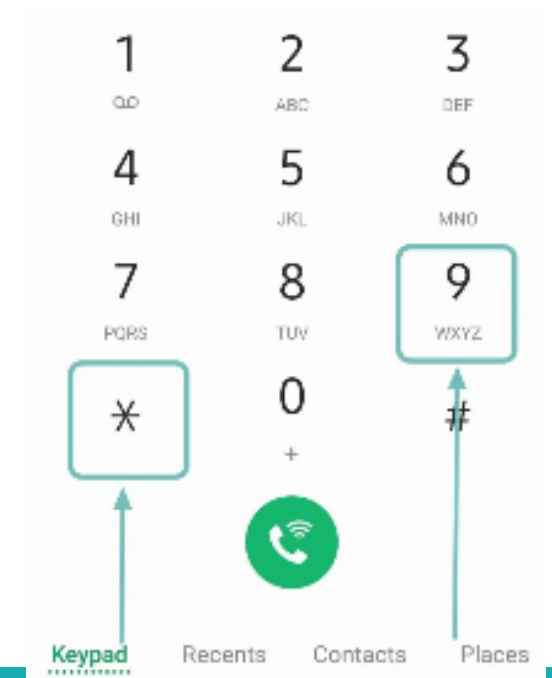 1 2 3
ABC DEF
4 5 6
GHI JKL MNO
7 8 9
PQRS TUV WXYZ
* 0 #
+
Keypad Recents Contacts Places